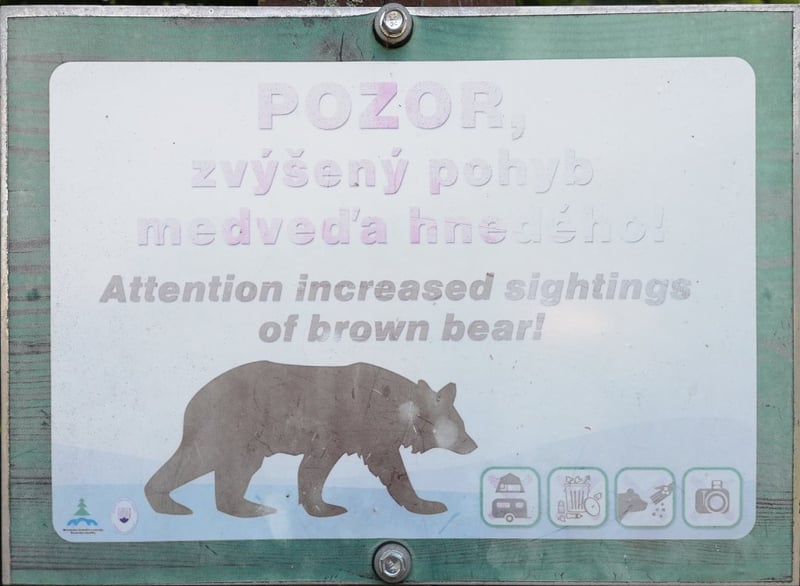 POZOR,
zvýšený pohyb
medveďa hnedého!
Attention increased sightings
of brown bear!